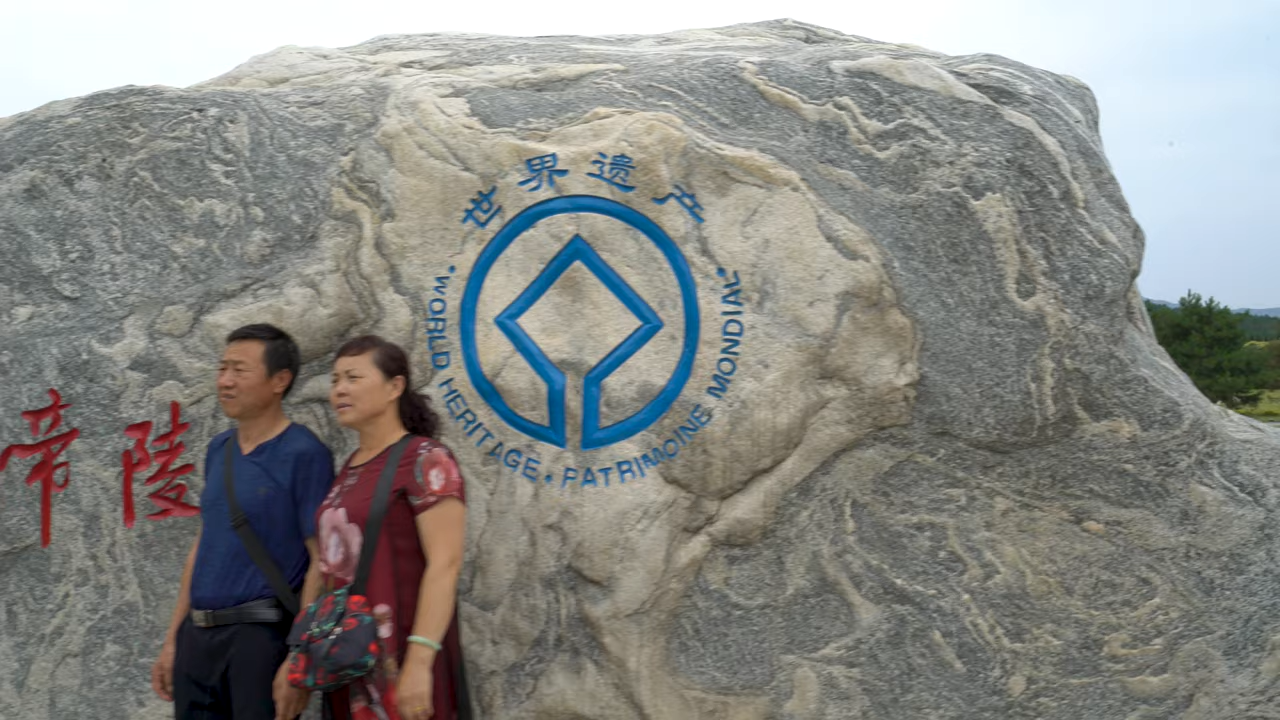 世界遗产
•WORLD HERITAGE • PATRIMOINE MONDIAL•
帝陵